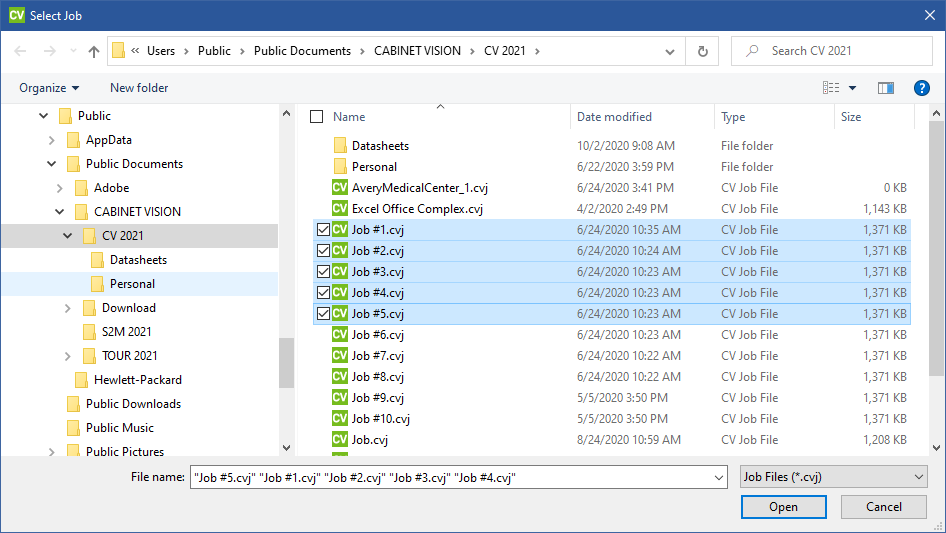 CV Select Job
« Users > Public > Public Documents > CABINET VISION > CV 2021 >
Search CV 2021
Organize
New folder
?
Public
AppData
Public Documents
Adobe
CABINET VISION
CV 2021
Datasheets
Personal
Download
S2M 2021
TOUR 2021
Hewlett-Packard
Public Downloads
Public Music
Public Pictures
Name Date modified Type Size
Datasheets 10/2/2020 9:08 AM File folder
Personal 6/22/2020 3:59 PM File folder
CV AveryMedicalCenter_1.cvj 6/24/2020 3:41 PM CV Job File 0 KB
CV Excel Office Complex.cvj 4/2/2020 2:49 PM CV Job File 1,143 KB
CV Job #1.cvj 6/24/2020 10:35 AM CV Job File 1,371 KB
CV Job #2.cvj 6/24/2020 10:24 AM CV Job File 1,371 KB
CV Job #3.cvj 6/24/2020 10:23 AM CV Job File 1,371 KB
CV Job #4.cvj 6/24/2020 10:23 AM CV Job File 1,371 KB
CV Job #5.cvj 6/24/2020 10:23 AM CV Job File 1,371 KB
CV Job #6.cvj 6/24/2020 10:23 AM CV Job File 1,371 KB
CV Job #7.cvj 6/24/2020 10:22 AM CV Job File 1,371 KB
CV Job #8.cvj 6/24/2020 10:22 AM CV Job File 1,371 KB
CV Job #9.cvj 5/5/2020 3:50 PM CV Job File 1,371 KB
CV Job #10.cvj 5/5/2020 3:50 PM CV Job File 1,371 KB
CV Job.cvj 8/24/2020 10:59 AM CV Job File 1,208 KB
File name: "Job #5.cvj" "Job #1.cvj" "Job #2.cvj" "Job #3.cvj" "Job #4.cvj"
Job Files (*.cvj)
Open
Cancel